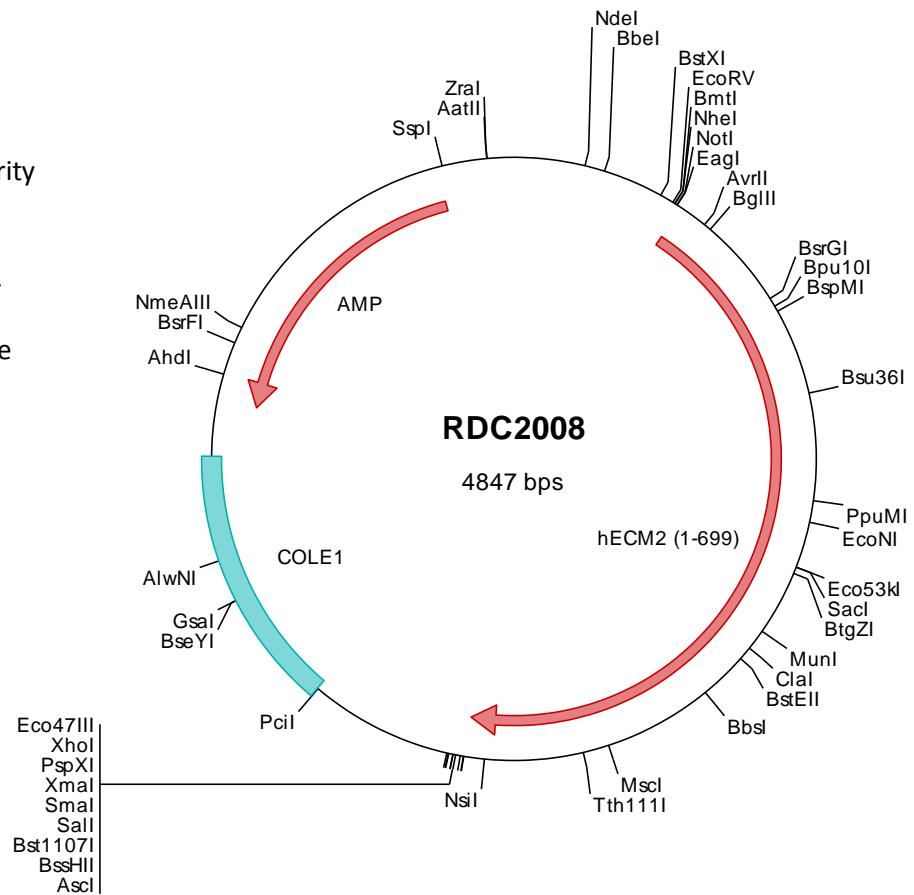 rity
.
e
NdeI
BbeI
BstXI
EcoRV
BmtI
NheI
NotI
EagI
AvrII
BglII
BsrGI
Bpu10I
BspMI
Bsu36I
PpuMI
EcoNI
Eco53kI
SacI
BtgZI
MunI
ClaI
BstEII
BbsI
MscI
Tth111I
NsiI
Eco47III
XhoI
PspXI
XmaI
SmaI
SalI
Bst1107I
BssHII
AscI
PciI
BseYI
GsaI
AlwNI
AhdI
BsrFI
NmeAIII
SspI
AatII
ZraI
AMP
COLE1
hECM2 (1-699)
RDC2008
4847 bps